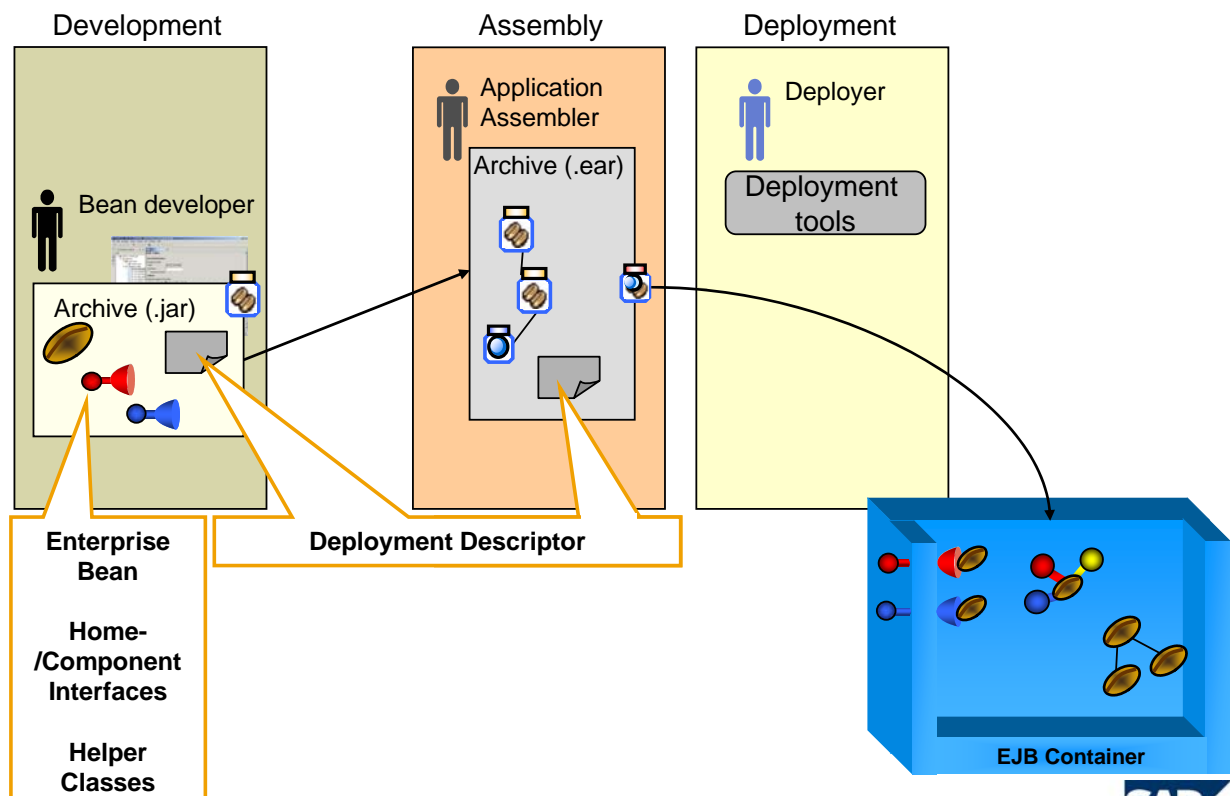 Development
Assembly
Deployment
Bean developer
Archive (.jar)
Application
Assembler
Archive (.ear)
Deployer
Deployment
tools
Enterprise
Bean
Home-
/Component
Interfaces
Helper
Classes
Deployment Descriptor
EJB Container